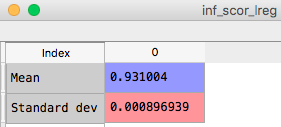 inf_scor_lreg
Index 0
Mean 0.931004
Standard dev 0.000896939